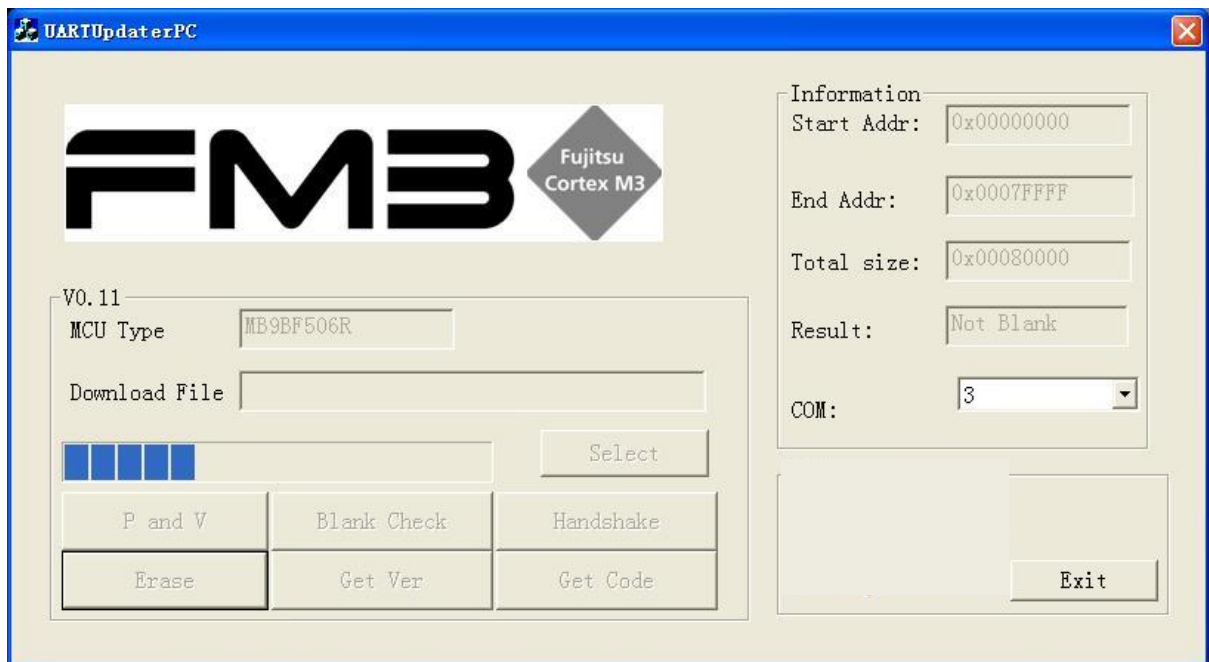 UARTUpdaterPC
FM3
Fujitsu
Cortex M3
Information
Start Addr: 0x00000000
End Addr: 0x0007FFFF
Total size: 0x00080000
Result: Not Blank
COM: 3
V0.11
MCU Type MB9BF506R
Download File
Select
P and V Blank Check Handshake
Erase Get Ver Get Code
Exit